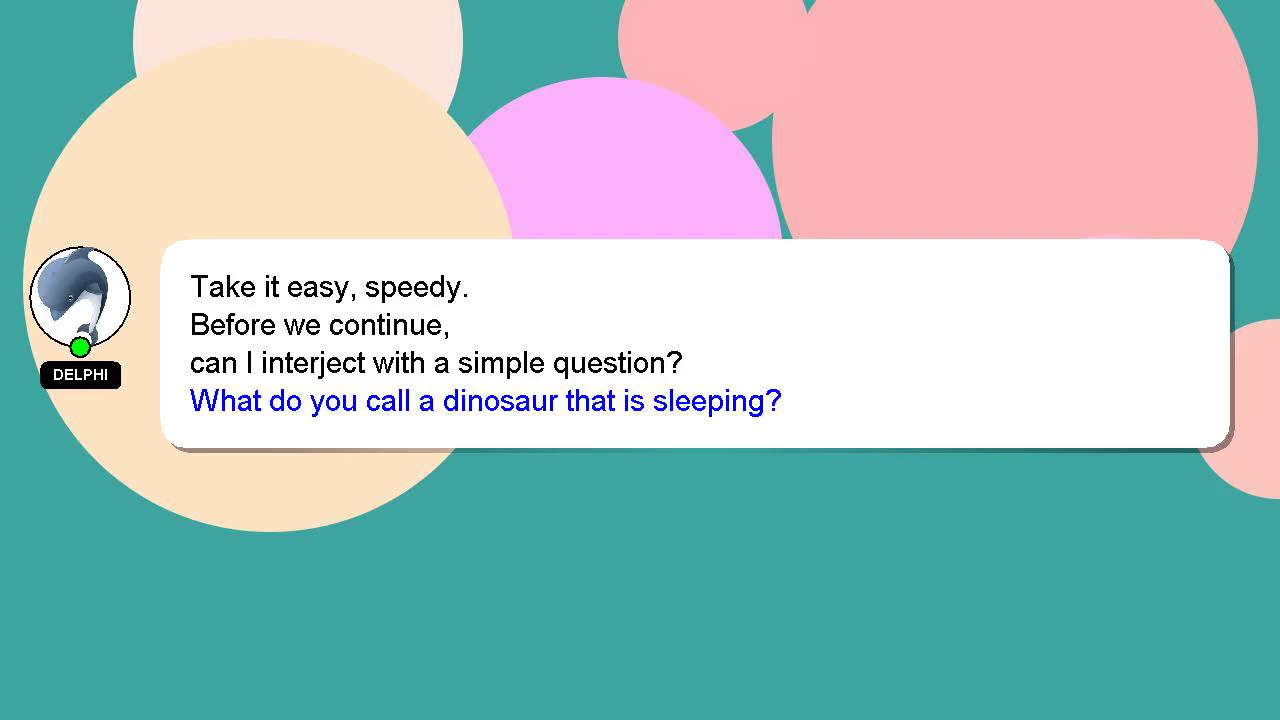 Take it easy, speedy.
Before we continue,
can I interject with a simple question?
What do you call a dinosaur that is sleeping?
DELPHI